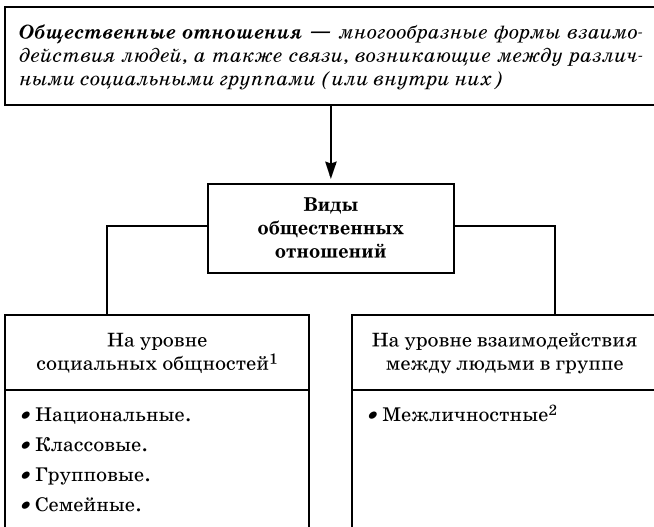 Общественные отношения — многообразные формы взаимо-
действия людей, а также связи, возникающие между различ-
ными социальными группами (или внутри них)
Виды
общественных
отношений
На уровне
социальных общностей¹
• Национальные.
• Классовые.
• Групповые.
• Семейные.
На уровне взаимодействия
между людьми в группе
• Межличностные²